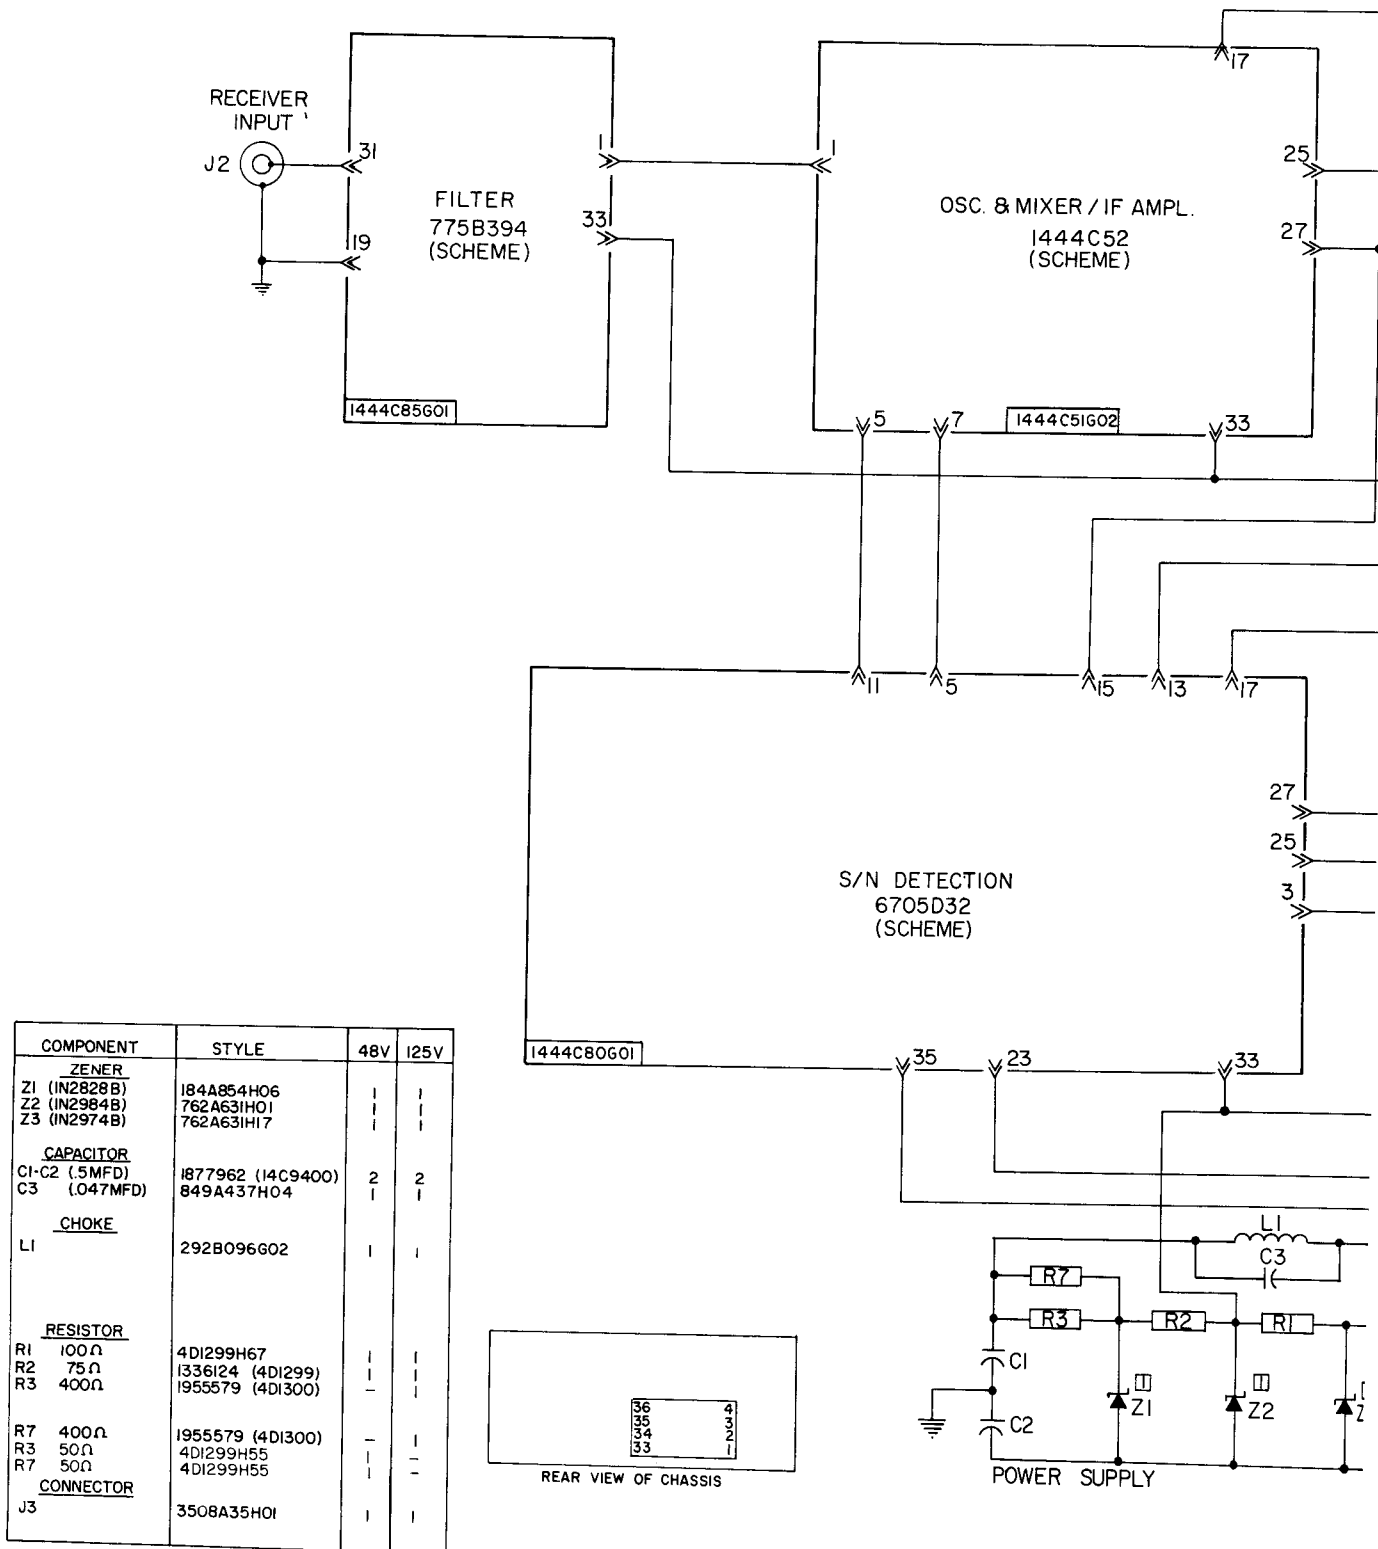 17
RECEIVER
INPUT
J2
31
19
FILTER
775B394
(SCHEME)
1
33
1444C85G01
1
OSC. & MIXER / IF AMPL.
1444C52
(SCHEME)
25
27
5
7
1444C51G02
33
11
5
15
13
17
27
25
3
S/N DETECTION
6705D32
(SCHEME)
1444C80G01
35
23
33
COMPONENT STYLE 48V 125V
ZENER
Z1 (IN2828B) 184A854H06 1 1
Z2 (IN2984B) 762A631H01 1 1
Z3 (IN2974B) 762A631H17 1 1
CAPACITOR
C1-C2 (.5MFD) 1877962 (14C9400) 2 2
C3 (.047MFD) 849A437H04 1 1
CHOKE
L1 292B096G02 1 1
RESISTOR
R1 100Ω 4D1299H67 1 1
R2 75Ω 1336124 (4D1299) 1 1
R3 400Ω 1955579 (4D1300) - 1
R7 400Ω 1955579 (4D1300) - 1
R3 50Ω 4D1299H55 1 -
R7 50Ω 4D1299H55 1 -
CONNECTOR
J3 3508A35H01 1 1
36 4
35 3
34 2
33 1
REAR VIEW OF CHASSIS
L1
C3
R7
R3
R2
R1
C1
C2
1
Z1
1
Z2
Z
POWER SUPPLY